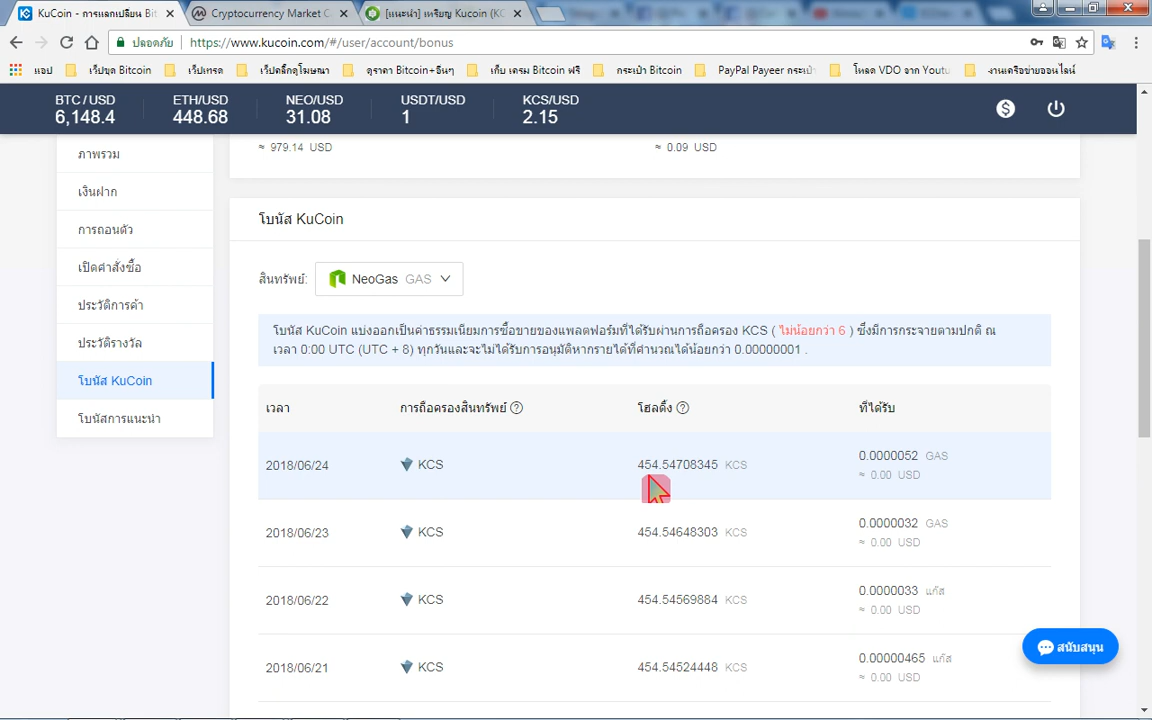 KuCoin - การแลกเปลี่ยน Bit
Cryptocurrency Market C
[แนะนำ] เหรียญ Kucoin (KC
ปลอดภัย
https://www.kucoin.com/#/user/account/bonus
แอป
เว็ปขุด Bitcoin
เว็ปเทรด
เว็ปคลิ๊กดูโฆษณา
ดูราคา Bitcoin+อื่นๆ
เก็บ เครม Bitcoin ฟรี
กระเป๋า Bitcoin
PayPal Payeer กระเป๋า
โหลด VDO จาก Youtu
งานเครือข่ายออนไลน์
BTC / USD
6,148.4
ETH/USD
448.68
NEO/USD
31.08
USDT/USD
1
KCS/USD
2.15
ภาพรวม
เงินฝาก
การถอนตัว
เปิดคำสั่งซื้อ
ประวัติการค้า
ประวัติรางวัล
โบนัส KuCoin
โบนัสการแนะนำ
≈ 979.14 USD
≈ 0.09 USD
โบนัส KuCoin
สินทรัพย์:
NeoGas GAS
โบนัส KuCoin แบ่งออกเป็นค่าธรรมเนียมการซื้อขายของแพลตฟอร์มที่ได้รับผ่านการถือครอง KCS ( ไม่น้อยกว่า 6 ) ซึ่งมีการกระจายตามปกติ ณ
เวลา 0:00 UTC (UTC + 8) ทุกวันและจะไม่ได้รับการอนุมัติหากรายได้ที่คำนวณได้น้อยกว่า 0.00000001 .
เวลา
การถือครองสินทรัพย์ ?
โฮลดิ้ง ?
ที่ได้รับ
2018/06/24
KCS
454.54708345 KCS
0.0000052 GAS
≈ 0.00 USD
2018/06/23
KCS
454.54648303 KCS
0.0000032 GAS
≈ 0.00 USD
2018/06/22
KCS
454.54569884 KCS
0.0000033 แก๊ส
≈ 0.00 USD
2018/06/21
KCS
454.54524448 KCS
0.00000465 แก๊ส
≈ 0.00 USD
สนับสนุน